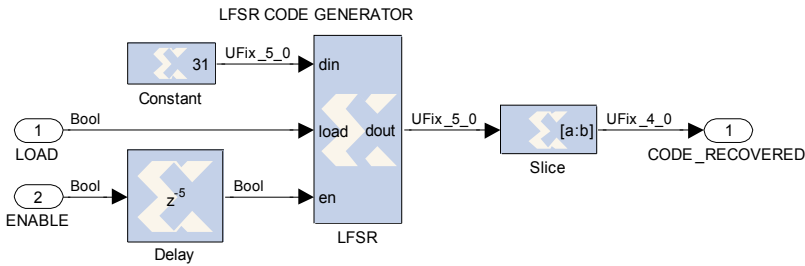 LFSR CODE GENERATOR
31
UFix_5_0
din
Constant
1
Bool
load
dout
UFix_5_0
[a:b]
UFix_4_0
1
LOAD
Slice
CODE_RECOVERED
2
Bool
z-5
Bool
en
ENABLE
LFSR
Delay